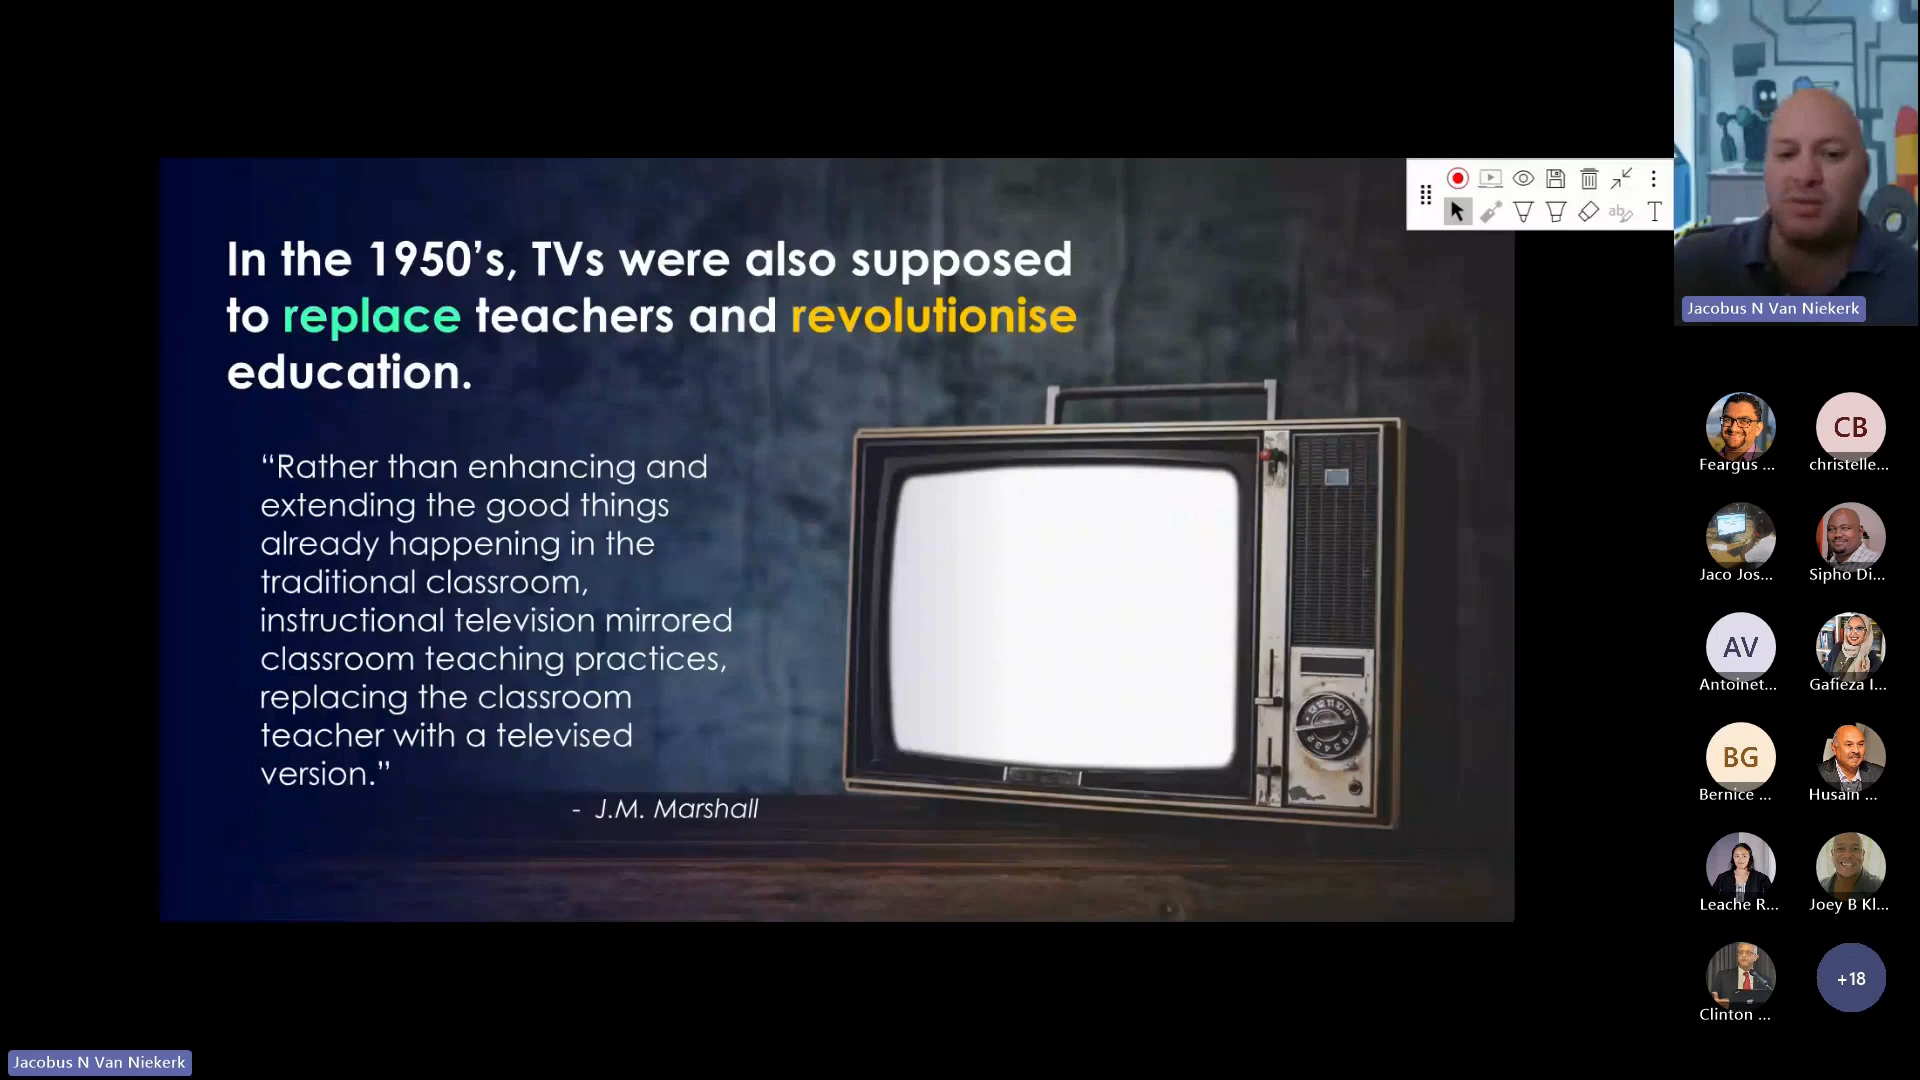 In the 1950’s, TVs were also supposed
to replace teachers and revolutionise
education.
“Rather than enhancing and
extending the good things
already happening in the
traditional classroom,
instructional television mirrored
classroom teaching practices,
replacing the classroom
teacher with a televised
version.”
- J.M. Marshall
Jacobus N Van Niekerk
CB
Feargus ...
christelle...
Jaco Jos...
Sipho Di...
AV
Antoinet...
Gafieza I...
BG
Bernice ...
Husain ...
Leache R...
Joey B Kl...
+18
Clinton ...
Jacobus N Van Niekerk